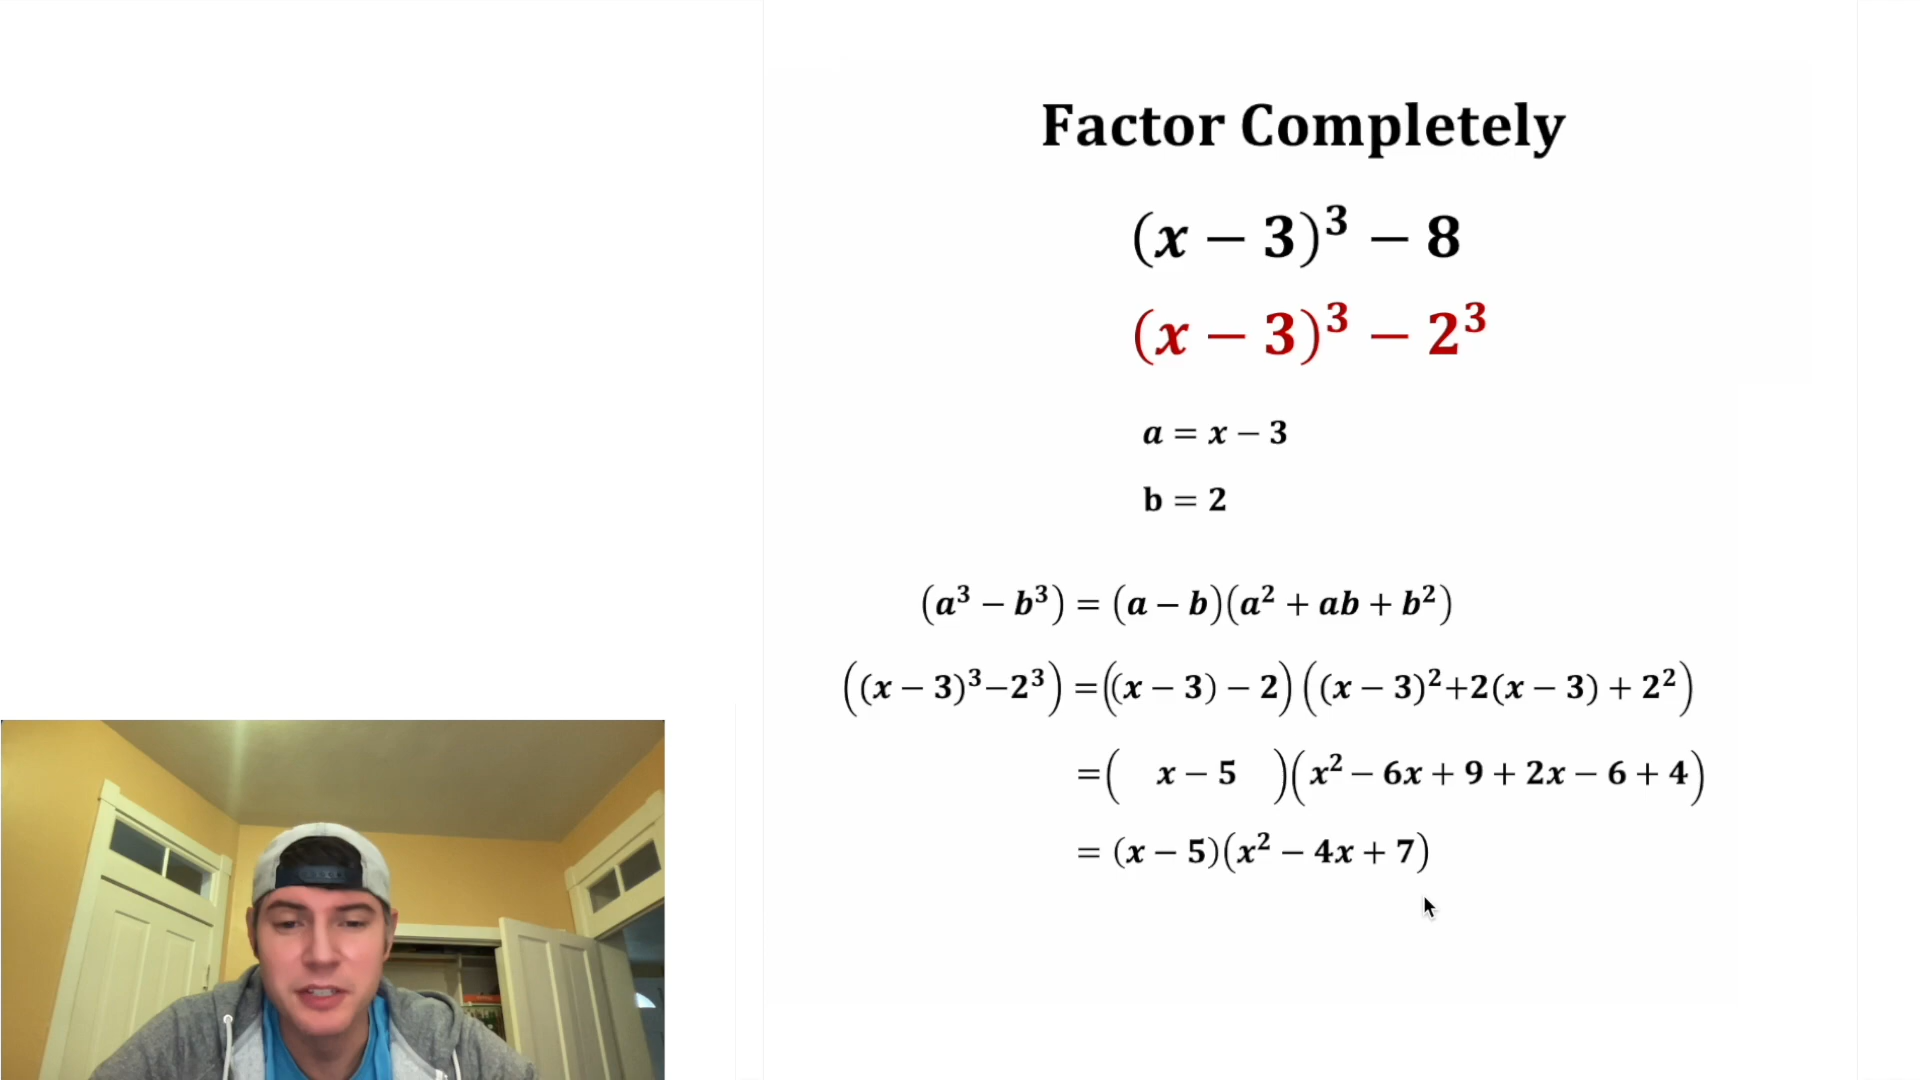 Factor Completely
(x − 3)³ − 8
(x − 3)³ − 2³
a = x − 3
b = 2
(a³ − b³) = (a − b)(a² + ab + b²)
((x − 3)³−2³) =((x − 3) − 2)((x − 3)²+2(x − 3) + 2²)
=( x − 5 )(x² − 6x + 9 + 2x − 6 + 4)
= (x − 5)(x² − 4x + 7)